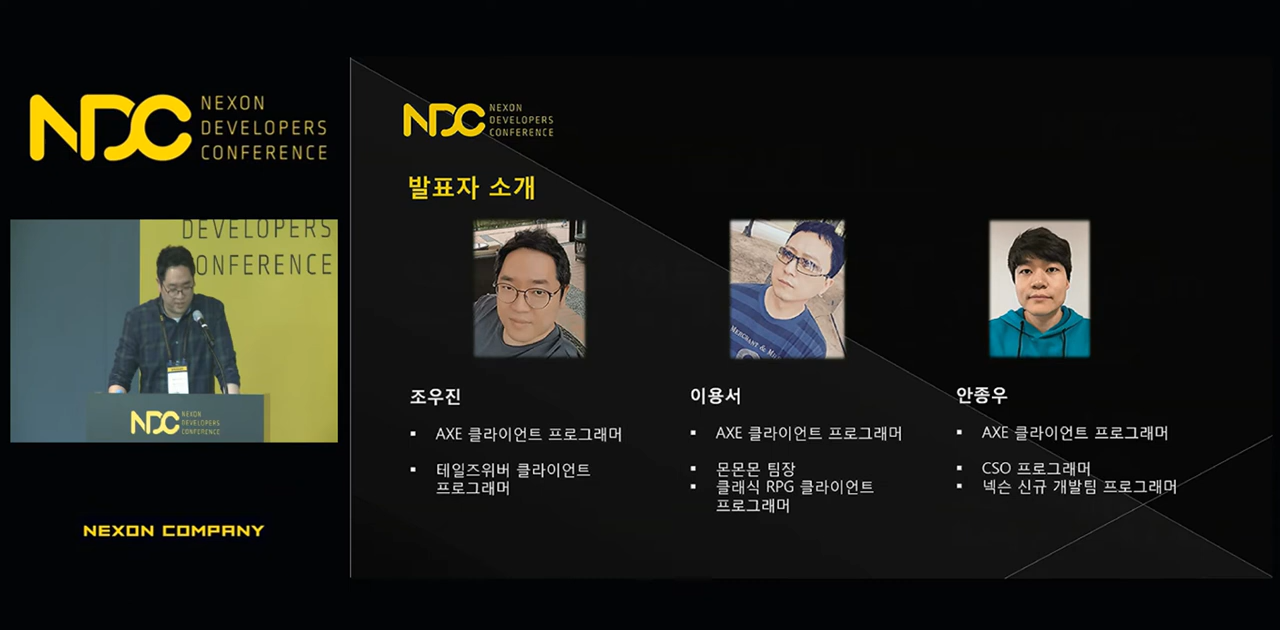 NDC
NEXON
DEVELOPERS
CONFERENCE
DEVELOPERS
ONFERENCE
NDC
NEXON
DEVELOPERS
CONFERENCE
NEXON COMPANY
NDC
NEXON
DEVELOPERS
CONFERENCE
발표자 소개
MERCHANT &
조우진
▪ AXE 클라이언트 프로그래머
▪ 테일즈위버 클라이언트
프로그래머
이용서
▪ AXE 클라이언트 프로그래머
▪ 몬몬몬 팀장
▪ 클래식 RPG 클라이언트
프로그래머
안종우
▪ AXE 클라이언트 프로그래머
▪ CSO 프로그래머
▪ 넥슨 신규 개발팀 프로그래머